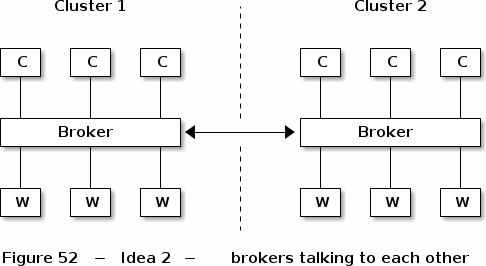 Cluster 1 Cluster 2
C C C C C C
Broker Broker
W W W W W W
Figure 52 – Idea 2 – brokers talking to each other